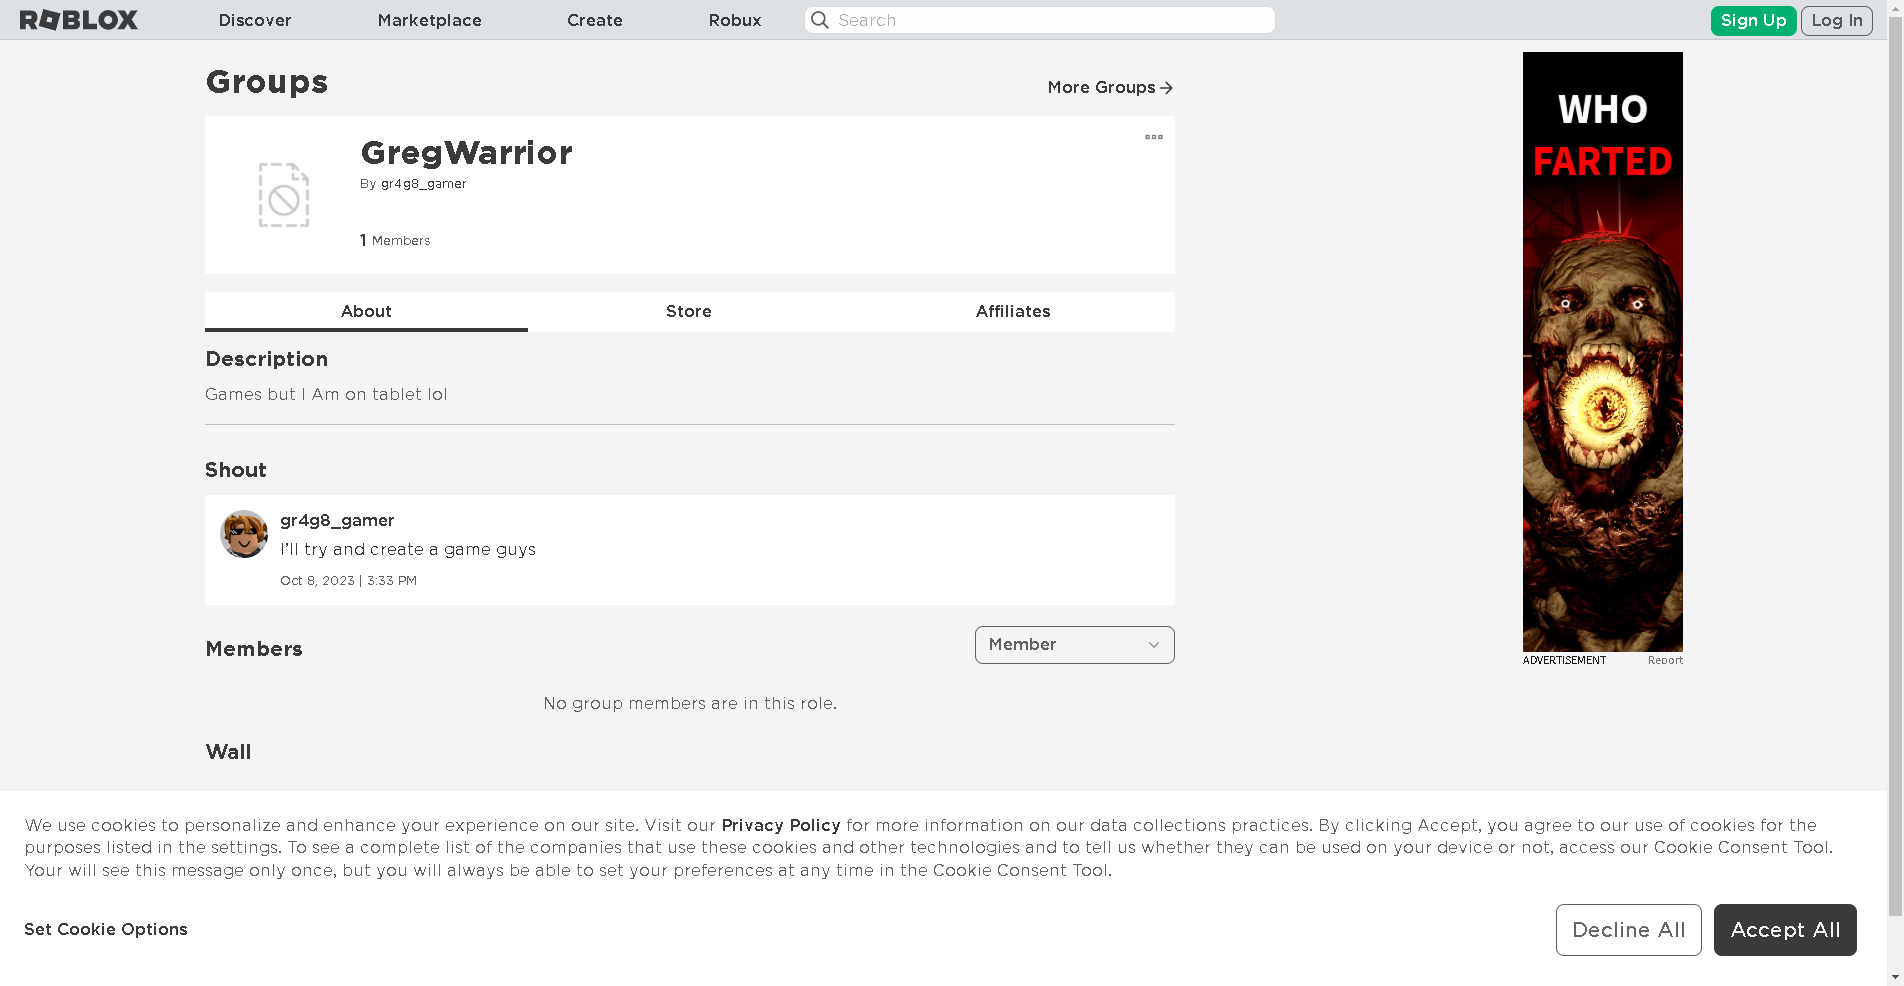 ROBLOX
Discover
Marketplace
Create
Robux
Search
Sign Up
Log In
Groups
More Groups
GregWarrior
By gr4g8_gamer
1 Members
About
Store
Affiliates
Description
Games but I Am on tablet lol
Shout
gr4g8_gamer
I'll try and create a game guys
Oct 8, 2023 | 3:33 PM
Members
Member
No group members are in this role.
Wall
WHO
FARTED
ADVERTISEMENT
Report
We use cookies to personalize and enhance your experience on our site. Visit our Privacy Policy for more information on our data collections practices. By clicking Accept, you agree to our use of cookies for the
purposes listed in the settings. To see a complete list of the companies that use these cookies and other technologies and to tell us whether they can be used on your device or not, access our Cookie Consent Tool.
Your will see this message only once, but you will always be able to set your preferences at any time in the Cookie Consent Tool.
Set Cookie Options
Decline All
Accept All